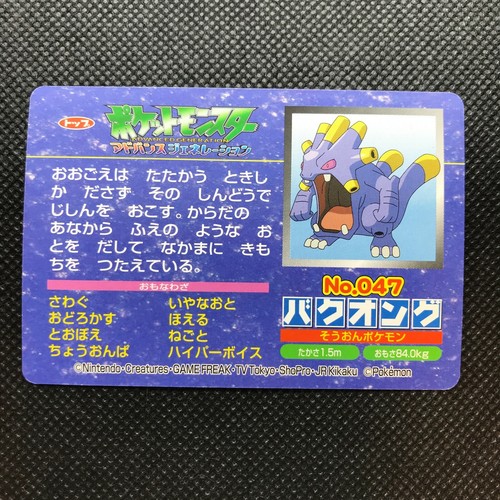 トップ
ポケットモンスター
ADVANCED GENERATION
アドバンスジェネレーション
おおごえは たたかう ときし
か ださず その しんどうで
じしんを おこす。からだの
あなから ふえの ような お
とを だして なかまに きも
ちを つたえている。
おもなわざ
さわぐ いやなおと
おどろかす ほえる
とおぼえ ねごと
ちょうおんぱ ハイパーボイス
No.047
バクオング
そうおんポケモン
たかさ1.5m おもさ84.0kg
©Nintendo・Creatures・GAME FREAK・TV Tokyo・ShoPro・JR Kikaku ©Pokémon